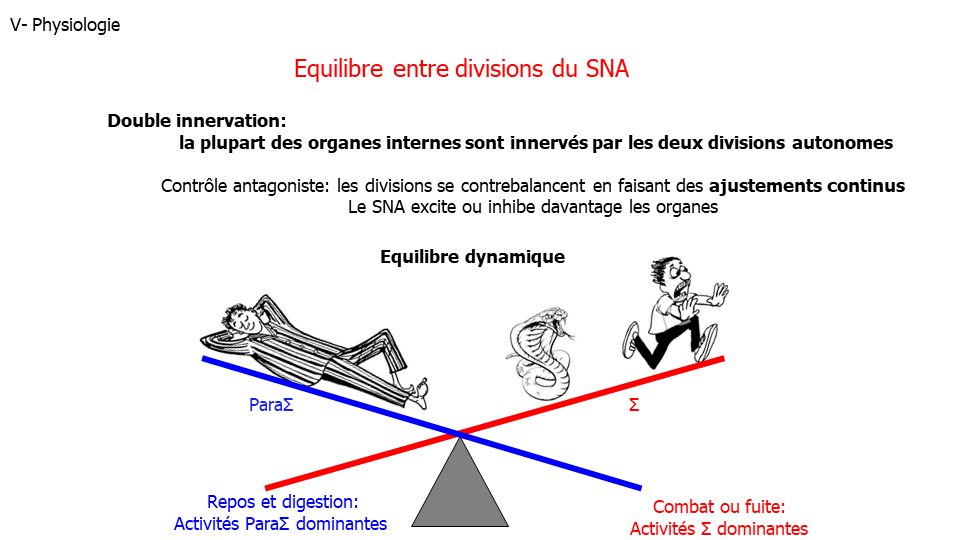 V- Physiologie
Equilibre entre divisions du SNA
Double innervation:
la plupart des organes internes sont innervés par les deux divisions autonomes
Contrôle antagoniste: les divisions se contrebalancent en faisant des ajustements continus
Le SNA excite ou inhibe davantage les organes
Equilibre dynamique
ParaΣ
Σ
Repos et digestion:
Activités ParaΣ dominantes
Combat ou fuite:
Activités Σ dominantes